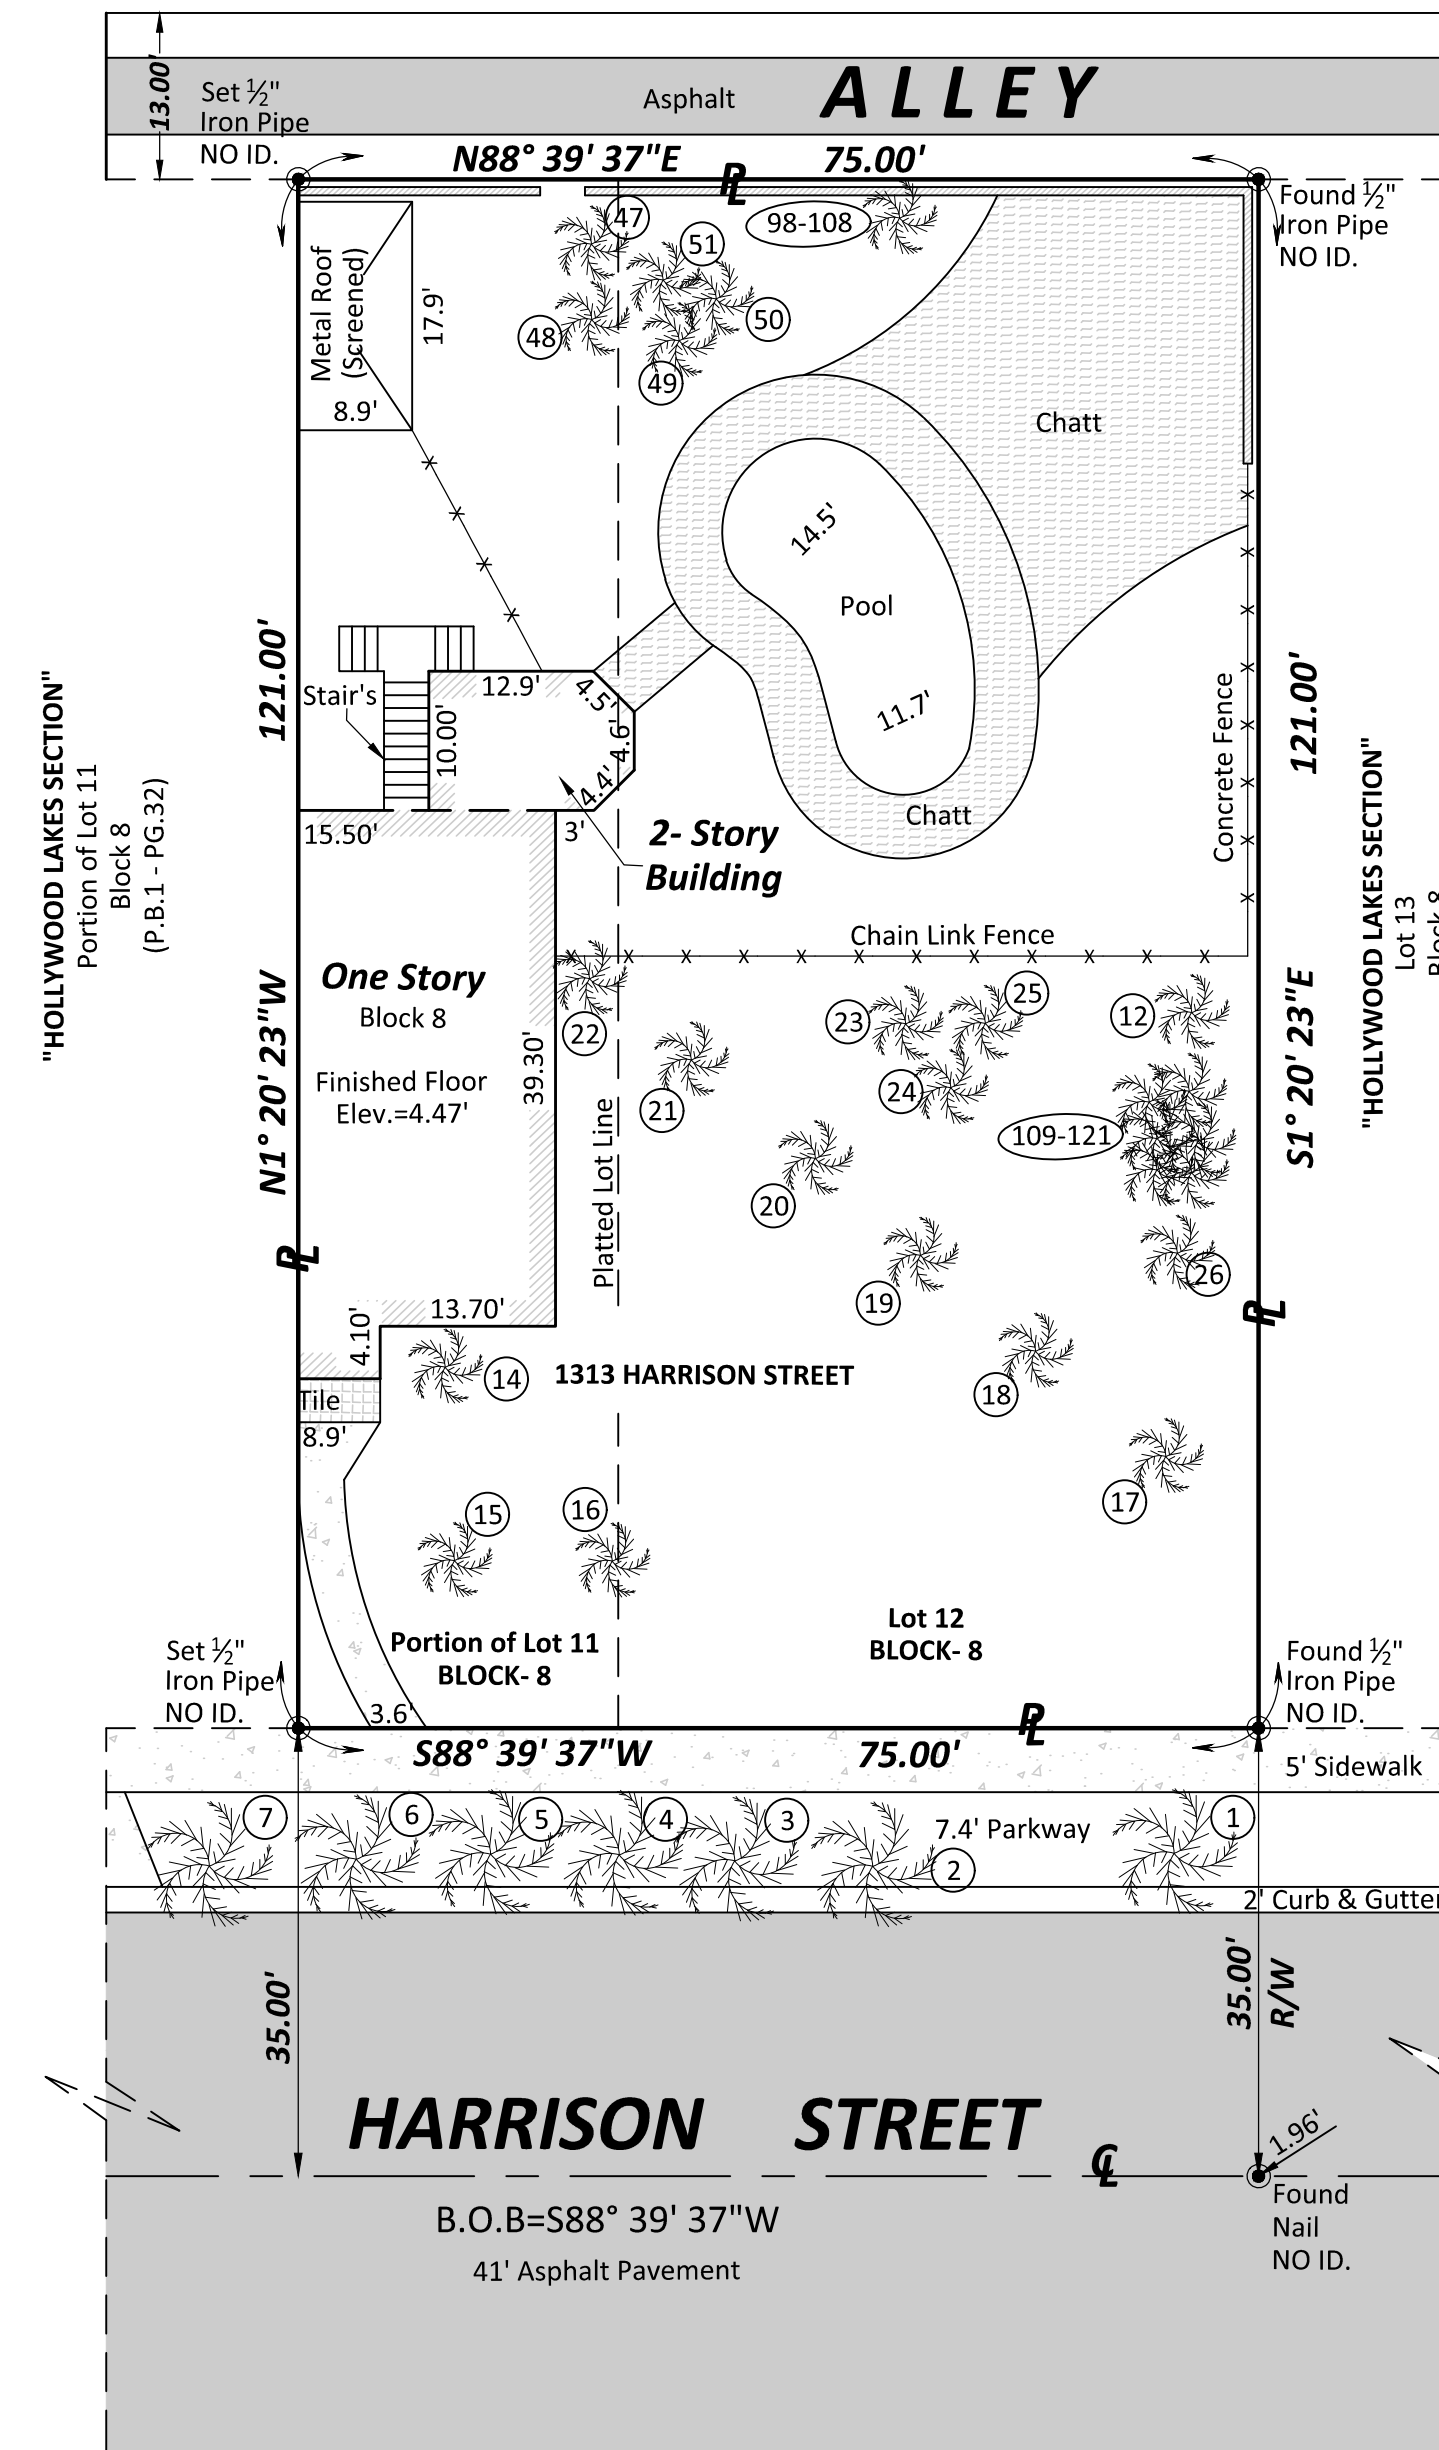 13.00'
Set ½"
Iron Pipe
NO ID.
Asphalt
ALLEY
N88° 39' 37"E
PL
75.00'
Found ½"
Iron Pipe
NO ID.
47
51
98-108
50
48
49
Metal Roof
(Screened)
17.9'
8.9'
Chatt
14.5'
Pool
11.7'
Chatt
121.00'
N1° 20' 23"W
PL
Stair's
12.9'
4.5'
4.6'
4.4'
10.00'
15.50'
3'
2- Story
Building
Concrete Fence
121.00'
S1° 20' 23"E
PL
"HOLLYWOOD LAKES SECTION"
Portion of Lot 11
Block 8
(P.B.1 - PG.32)
"HOLLYWOOD LAKES SECTION"
Lot 13
Block 8
Chain Link Fence
X X X X X X X X X X X X
One Story
Block 8
Finished Floor
Elev.=4.47'
39.30'
22
23
25
12
21
24
109-121
20
26
19
Platted Lot Line
13.70'
4.10'
14
1313 HARRISON STREET
18
Tile
8.9'
17
15
16
Portion of Lot 11
BLOCK- 8
Lot 12
BLOCK- 8
Set ½"
Iron Pipe
NO ID.
3.6'
Found ½"
Iron Pipe
NO ID.
S88° 39' 37"W
75.00'
PL
5' Sidewalk
7
6
5
4
3
7.4' Parkway
2
1
2' Curb & Gutter
35.00'
35.00'
R/W
HARRISON STREET
CL
1.96'
Found
Nail
NO ID.
B.O.B=S88° 39' 37"W
41' Asphalt Pavement